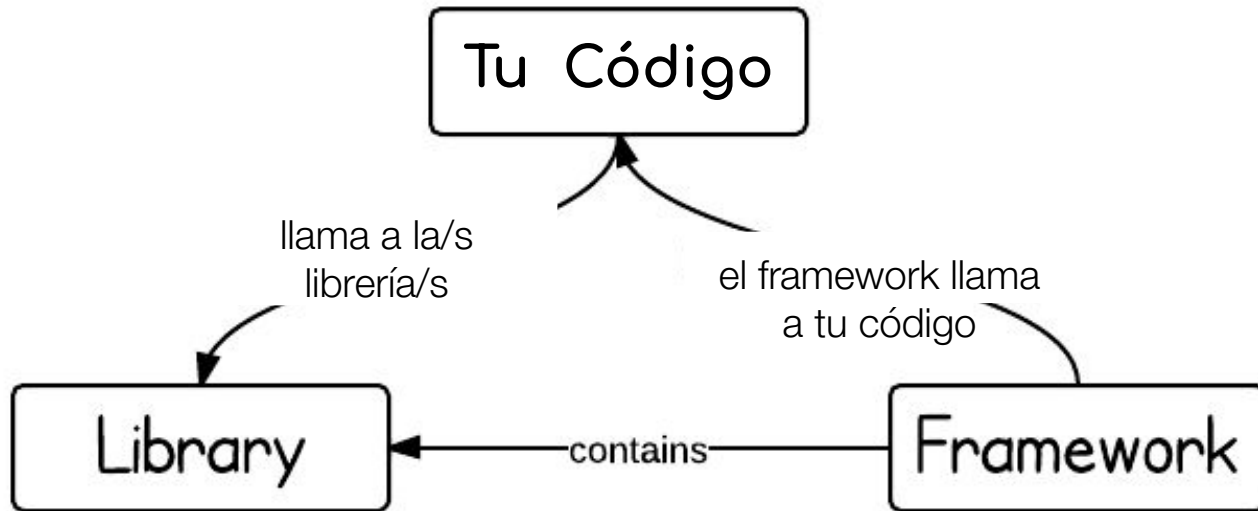 Tu Código
llama a la/s
librería/s
el framework llama
a tu código
Library
contains
Framework